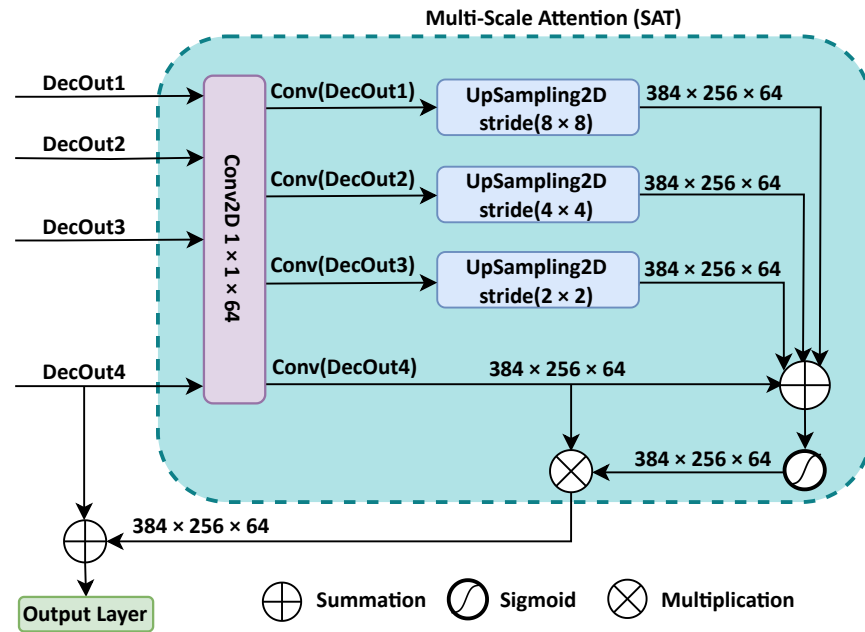 Multi-Scale Attention (SAT)
DecOut1
DecOut2
DecOut3
DecOut4
Conv2D 1 × 1 × 64
Conv(DecOut1)
UpSampling2D
stride(8 × 8)
384 × 256 × 64
Conv(DecOut2)
UpSampling2D
stride(4 × 4)
384 × 256 × 64
Conv(DecOut3)
UpSampling2D
stride(2 × 2)
384 × 256 × 64
Conv(DecOut4)
384 × 256 × 64
384 × 256 × 64
384 × 256 × 64
Output Layer
Summation
Sigmoid
Multiplication